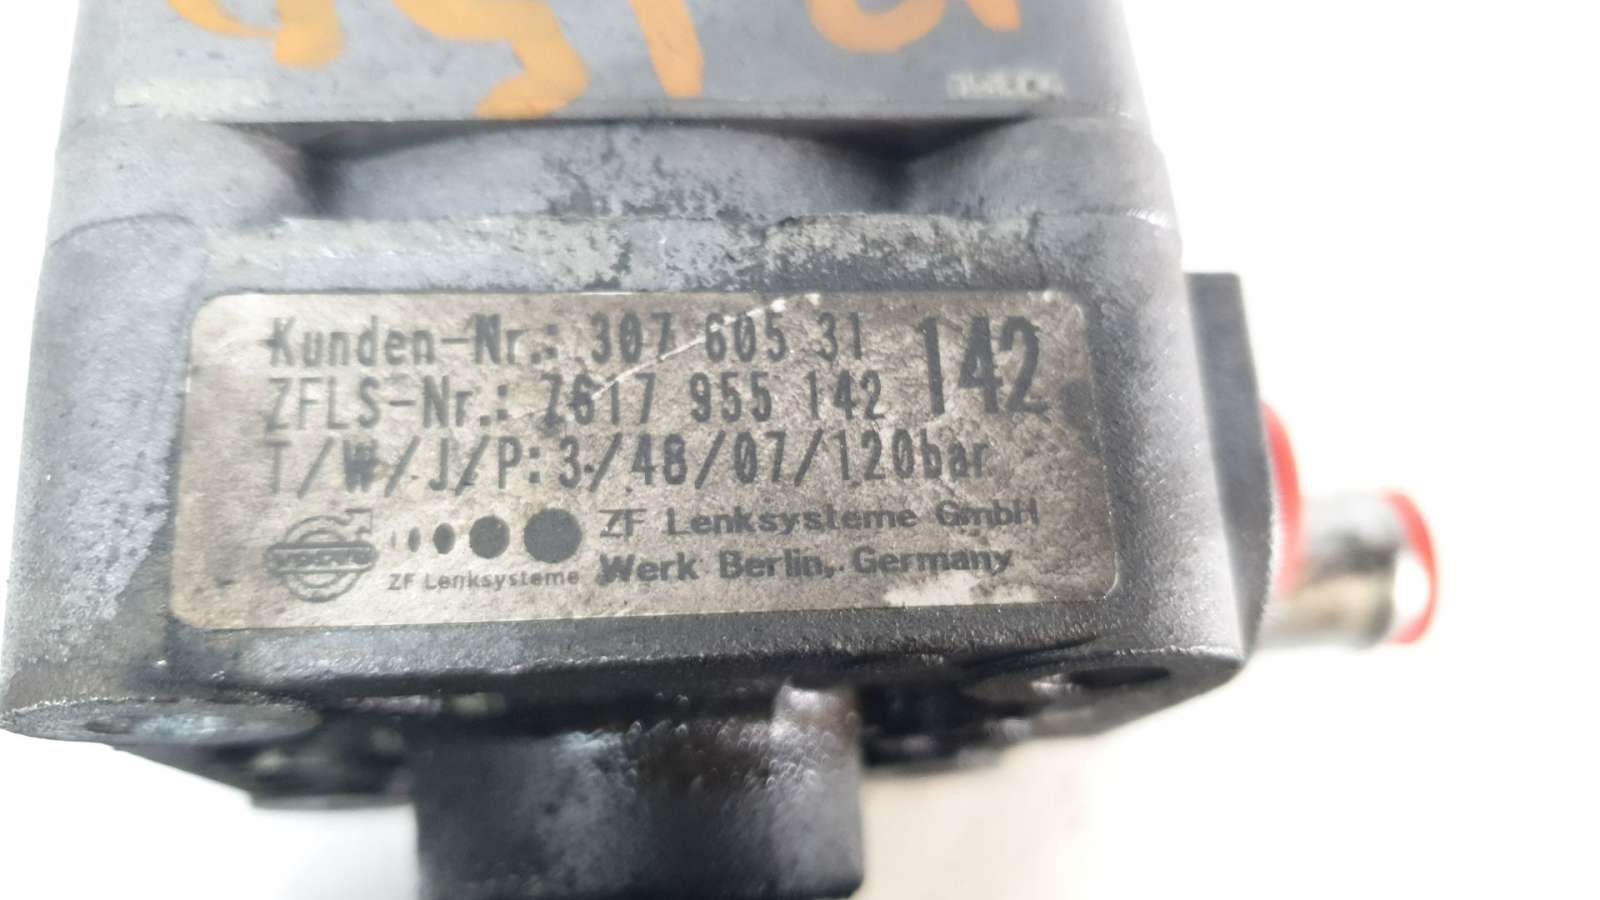 Kunden-Nr.: 307 605 31 142
ZFLS-Nr.: 7617 955 142
T/W/J/P:3/48/07/120bar
VOLVO
ZF Lenksysteme
ZF Lenksysteme GmbH
Werk Berlin, Germany